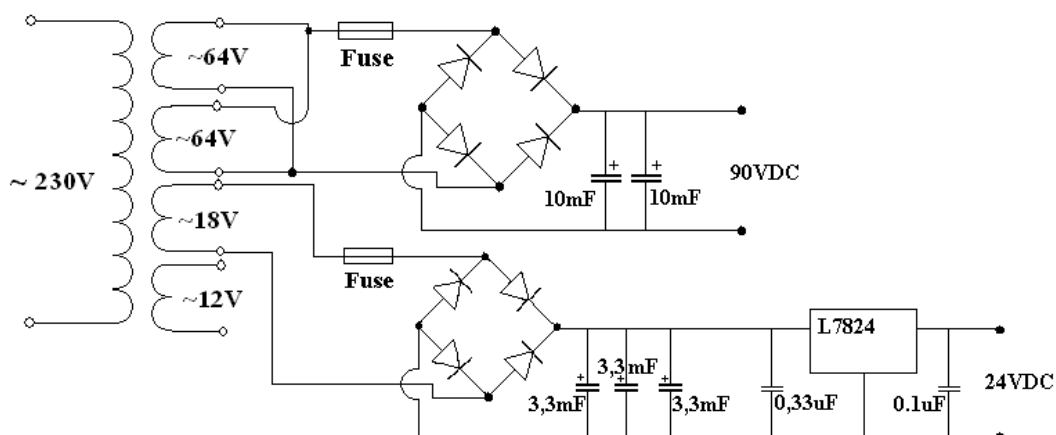 ~64V
Fuse
~64V
10mF
10mF
90VDC
~ 230V
~18V
Fuse
~12V
L7824
3,3mF
3,3mF
3,3mF
0,33uF
0.1uF
24VDC
+
+
+
+
+